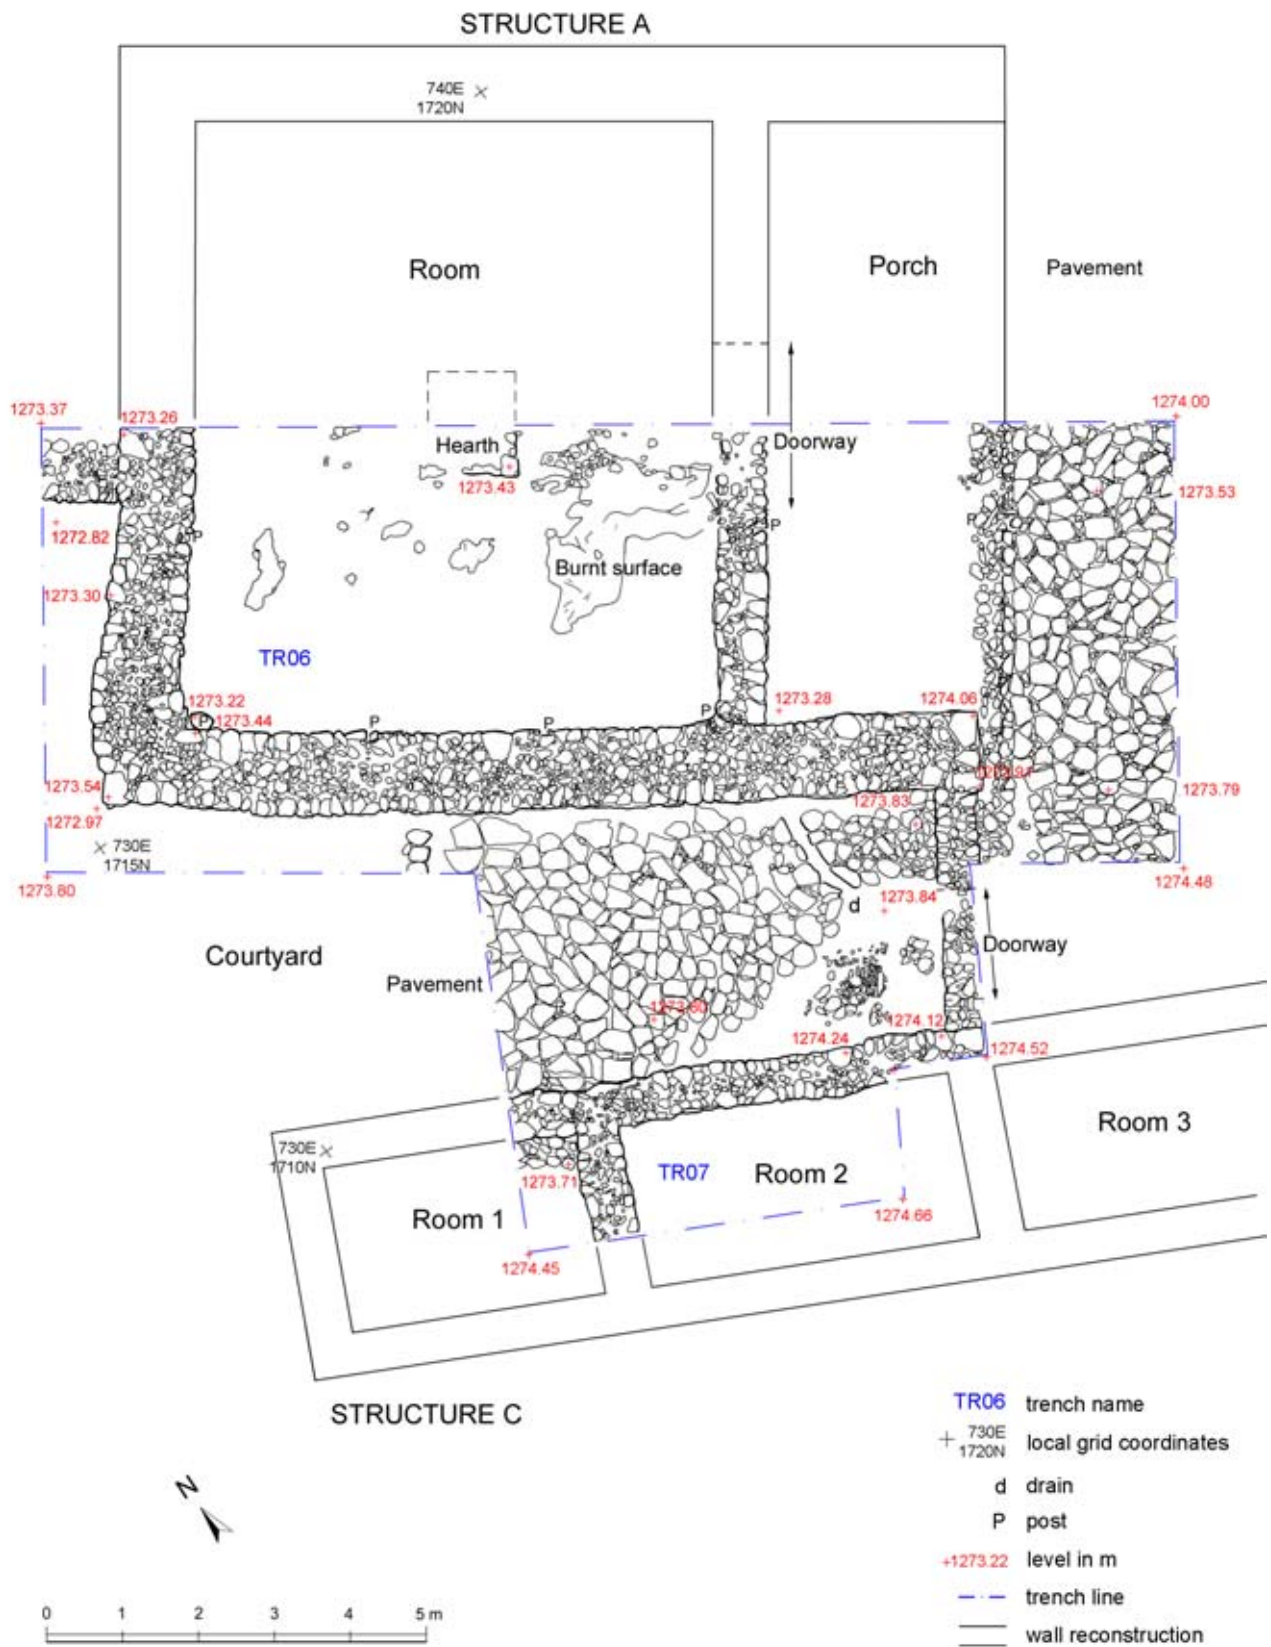 STRUCTURE A
740E
1720N
Room
Porch
Pavement
1273.37
1273.26
1274.00
Hearth
Doorway
1273.43
1273.53
P
P
P
1272.82
Burnt surface
1273.30
TR06
1273.22
P
1273.44
P
P
P
1273.28
1274.06
1273.54
1273.83
1273.79
1272.97
730E
1715N
1273.80
1274.48
d
1273.84
Courtyard
Doorway
Pavement
1274.12
1274.24
1274.52
730E
1710N
Room 3
1273.71
TR07
Room 2
Room 1
1274.66
1274.45
STRUCTURE C
N
TR06 trench name
730E
1720N local grid coordinates
d drain
P post
+1273.22 level in m
trench line
wall reconstruction
0 1 2 3 4 5 m